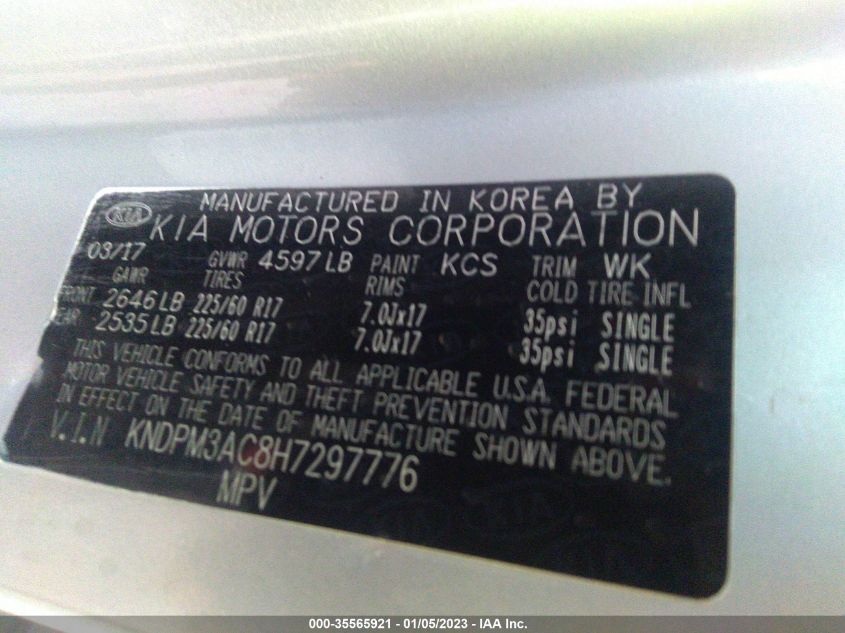 MANUFACTURED IN KOREA BY
KIA KIA MOTORS CORPORATION
03/17 GVWR 4597 LB PAINT KCS TRIM WK
GAWR TIRES RIMS COLD TIRE INFL
FRONT 2646 LB 225/60 R17 7.0Jx17 35psi SINGLE
REAR 2535 LB 225/60 R17 7.0Jx17 35psi SINGLE
THIS VEHICLE CONFORMS TO ALL APPLICABLE U.S.A. FEDERAL
MOTOR VEHICLE SAFETY AND THEFT PREVENTION STANDARDS
IN EFFECT ON THE DATE OF MANUFACTURE SHOWN ABOVE.
V.I.N KNDPM3AC8H7297776
MPV
000-35565921 - 01/05/2023 - IAA Inc.